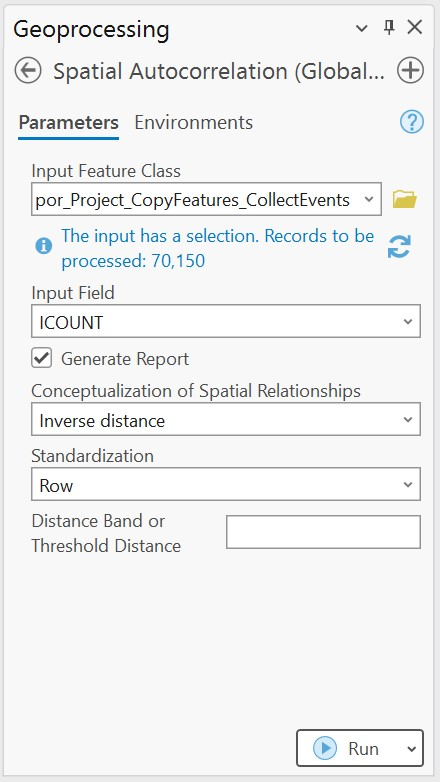 Geoprocessing
Spatial Autocorrelation (Global...
Parameters Environments
Input Feature Class
por_Project_CopyFeatures_CollectEvents
The input has a selection. Records to be
processed: 70,150
Input Field
ICOUNT
Generate Report
Conceptualization of Spatial Relationships
Inverse distance
Standardization
Row
Distance Band or
Threshold Distance
Run